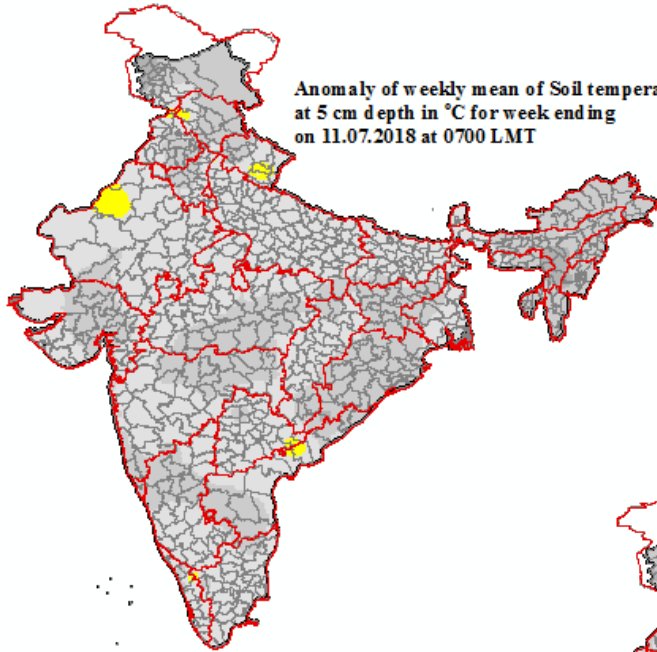 Anomaly of weekly mean of Soil tempera
at 5 cm depth in °C for week ending
on 11.07.2018 at 0700 LMT